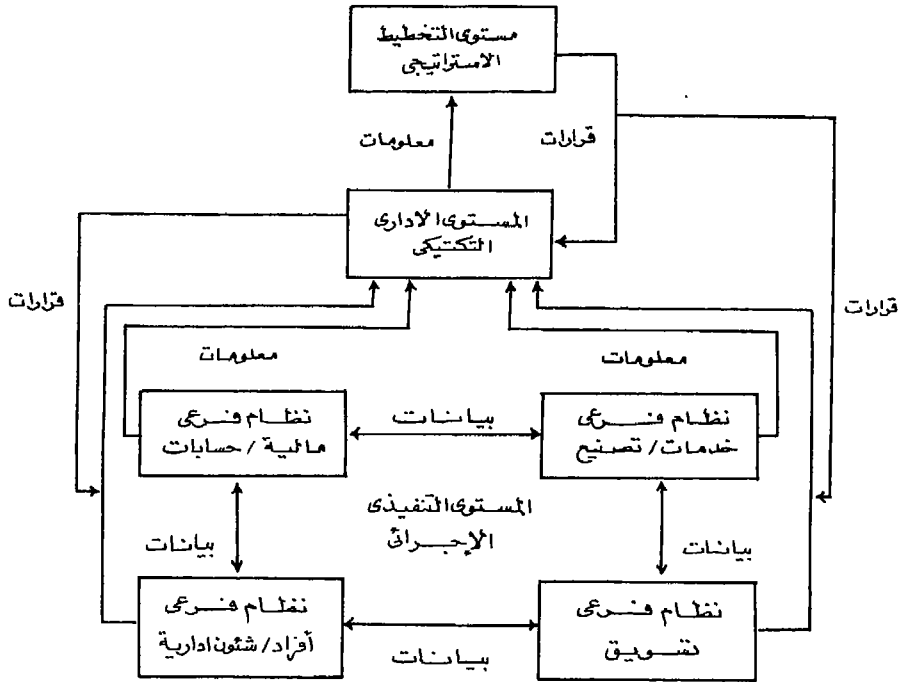 مستوى التخطيط
الاستراتيجى
معلومات
قرارات
المستوى الادارى
التكتيكى
قرارات
قرارات
معلومات
معلومات
نظام فرعى
خدمات / تصنيع
بيانات
نظام فرعى
مالية / حسابات
المستوى التنفيذى
الإجرائى
بيانات
بيانات
نظام فرعى
تسويق
بيانات
نظام فرعى
أفراد / شئون ادارية